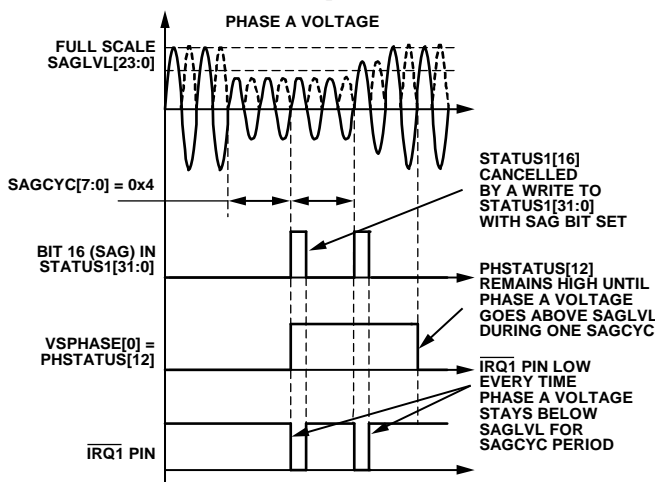 PHASE A VOLTAGE
FULL SCALE
SAGLVL[23:0]
SAGCYC[7:0] = 0x4
STATUS1[16]
CANCELLED
BY A WRITE TO
STATUS1[31:0]
WITH SAG BIT SET
BIT 16 (SAG) IN
STATUS1[31:0]
PHSTATUS[12]
REMAINS HIGH UNTIL
PHASE A VOLTAGE
GOES ABOVE SAGLVL
DURING ONE SAGCYC
VSPHASE[0] =
PHSTATUS[12]
IRQ1 PIN LOW
EVERY TIME
PHASE A VOLTAGE
STAYS BELOW
SAGLVL FOR
SAGCYC PERIOD
IRQ1 PIN